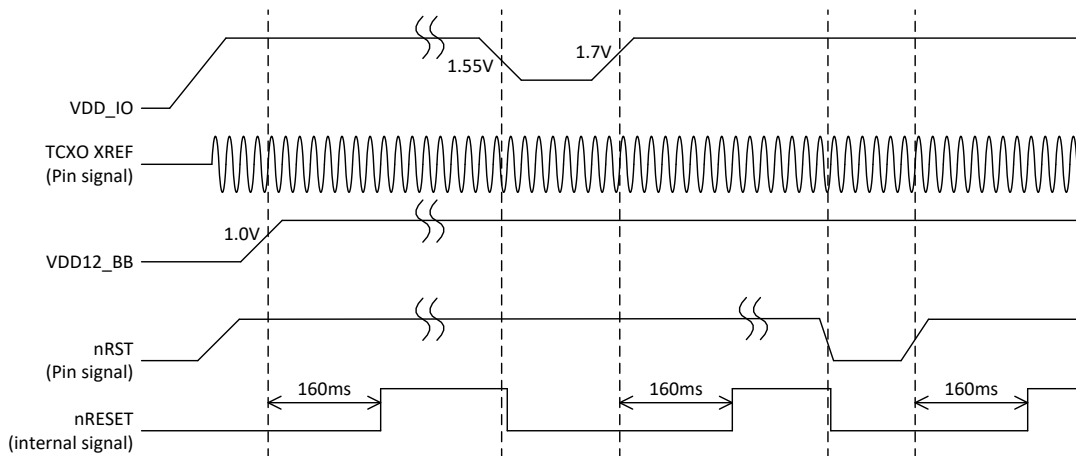 1.55V
1.7V
VDD_IO
TCXO XREF
(Pin signal)
1.0V
VDD12_BB
nRST
(Pin signal)
160ms
160ms
160ms
nRESET
(internal signal)